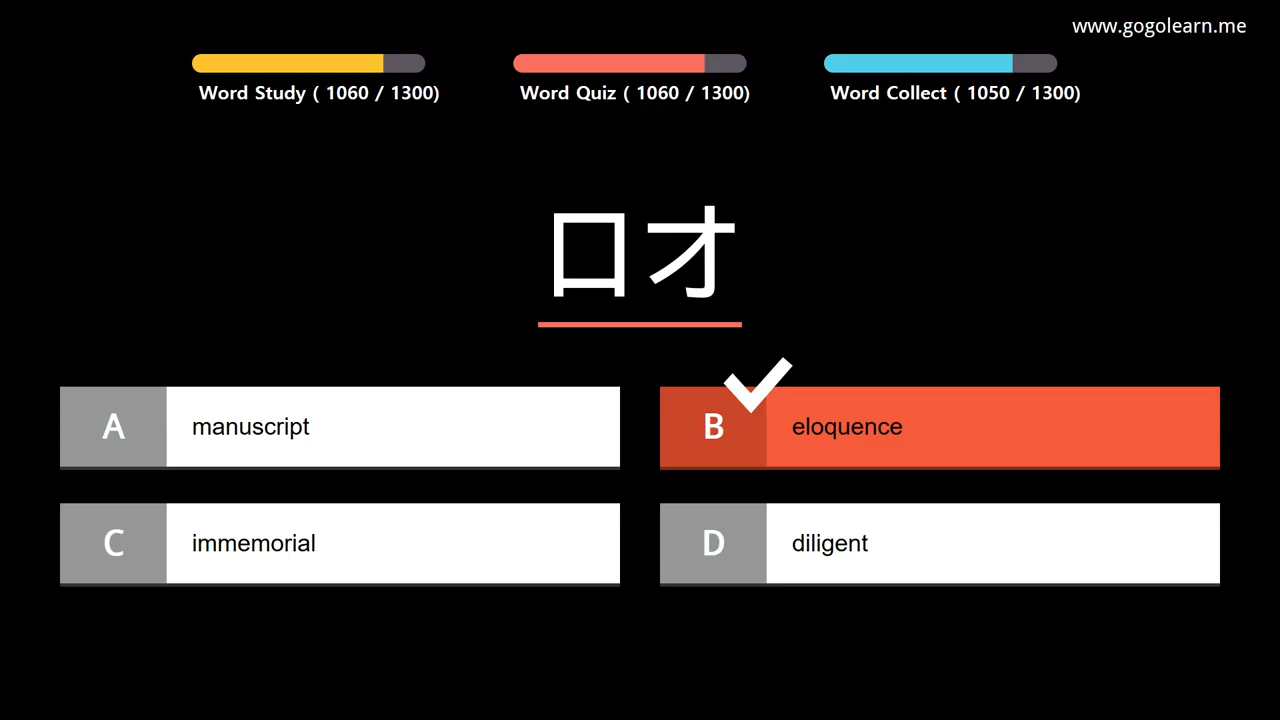 www.gogolearn.me
Word Study ( 1060 / 1300)
Word Quiz ( 1060 / 1300)
Word Collect ( 1050 / 1300)
口才
A manuscript
B eloquence
C immemorial
D diligent